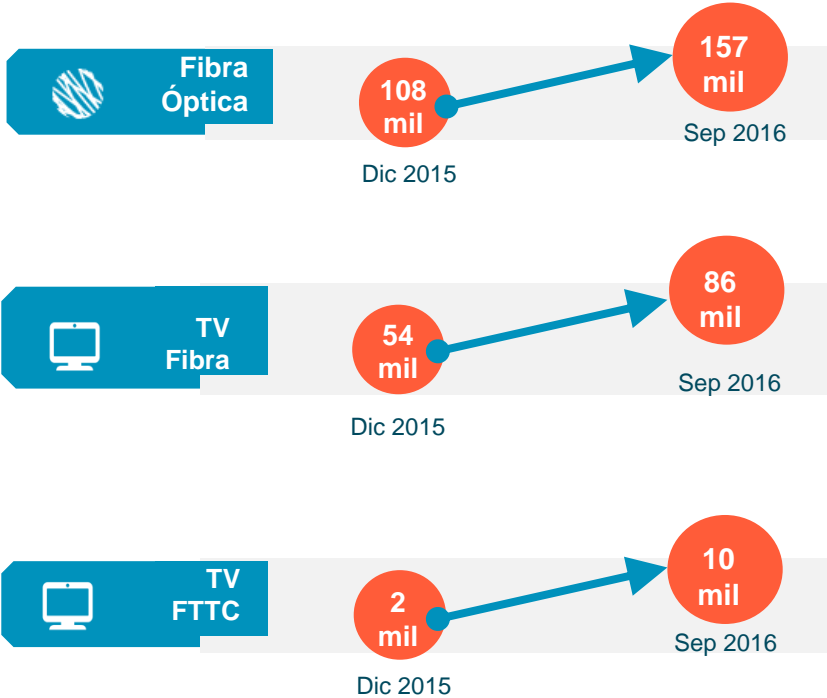 Fibra
Óptica
108
mil
Dic 2015
157
mil
Sep 2016
TV
Fibra
54
mil
Dic 2015
86
mil
Sep 2016
TV
FTTC
2
mil
Dic 2015
10
mil
Sep 2016